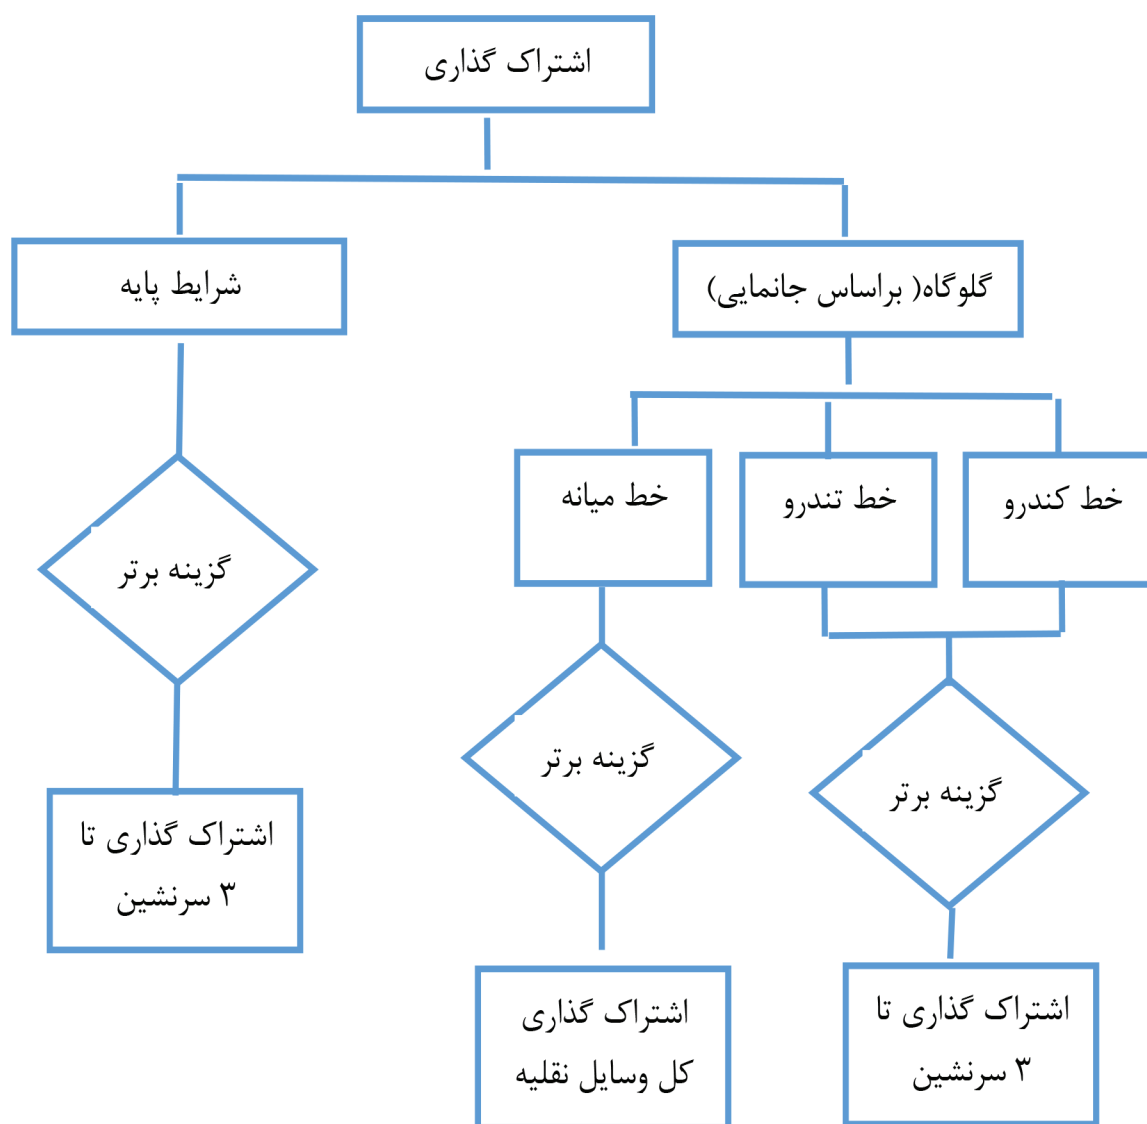 اشتراک گذاری
گلوگاه( براساس جانمایی)
شرایط پایه
خط کندرو
خط تندرو
خط میانه
گزینه برتر
گزینه برتر
گزینه برتر
اشتراک گذاری تا
۳ سرنشین
اشتراک گذاری
کل وسایل نقلیه
اشتراک گذاری تا
۳ سرنشین